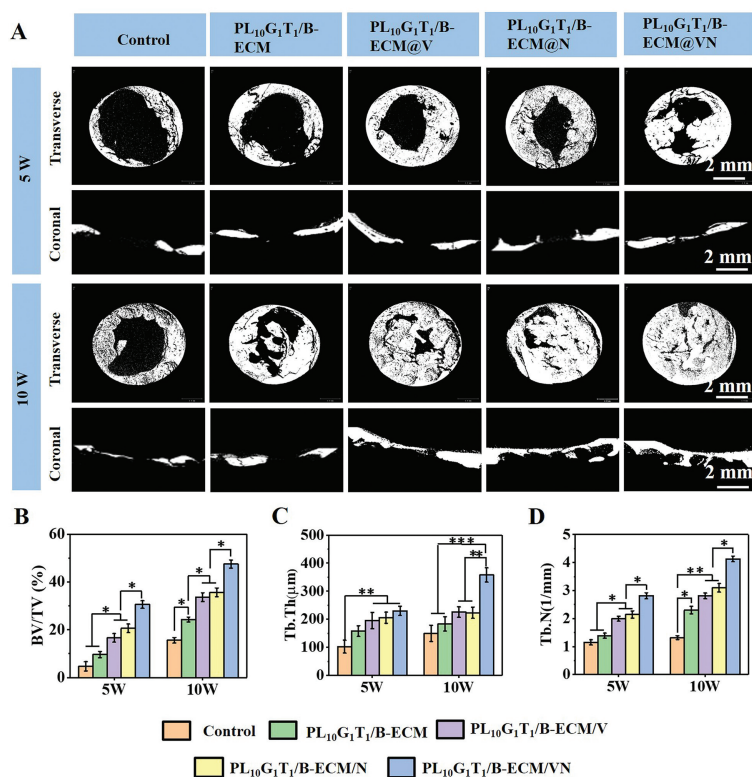 A
Control
PL₁₀G₁T₁/B-
ECM
PL₁₀G₁T₁/B-
ECM@V
PL₁₀G₁T₁/B-
ECM@N
PL₁₀G₁T₁/B-
ECM@VN
5 W
Transverse
2 mm
Coronal
2 mm
10 W
Transverse
2 mm
Coronal
2 mm
B
BV/TV (%)
60
40
20
0
* * *
* * *
5W 10W
C
Tb.Th(μm)
500
400
300
200
100
0
**
***
**
5W 10W
D
Tb.N(1/mm)
5
4
3
2
1
0
* *
* ** *
5W 10W
Control
PL₁₀G₁T₁/B-ECM
PL₁₀G₁T₁/B-ECM/V
PL₁₀G₁T₁/B-ECM/N
PL₁₀G₁T₁/B-ECM/VN